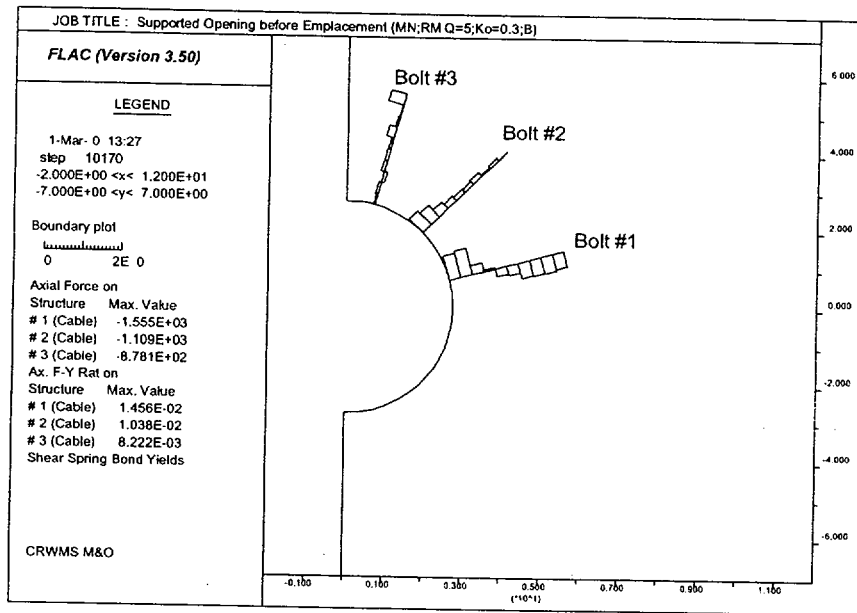 JOB TITLE : Supported Opening before Emplacement (MN;RM Q=5;Ko=0.3;B)
FLAC (Version 3.50)
LEGEND
1-Mar- 0 13:27
step 10170
-2.000E+00 <x< 1.200E+01
-7.000E+00 <y< 7.000E+00
Boundary plot
0 2E 0
Axial Force on
Structure Max. Value
# 1 (Cable) -1.555E+03
# 2 (Cable) -1.109E+03
# 3 (Cable) -8.781E+02
Ax. F-Y Rat on
Structure Max. Value
# 1 (Cable) 1.456E-02
# 2 (Cable) 1.038E-02
# 3 (Cable) 8.222E-03
Shear Spring Bond Yields
CRWMS M&O
Bolt #3
Bolt #2
Bolt #1
6.000
4.000
2.000
0.000
-2.000
-4.000
-6.000
-0.100 0.100 0.300 0.500 0.700 0.900 1.100
(*10^1)